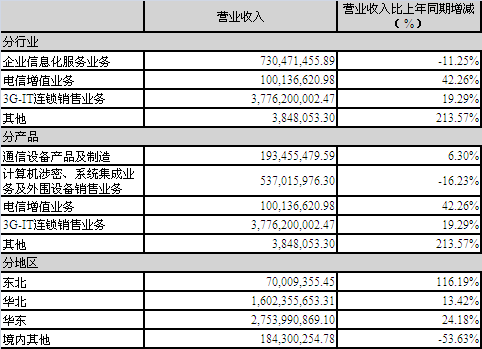 营业收入 营业收入比上年同期增减
（%）
分行业
企业信息化服务业务 730,471,455.89 -11.25%
电信增值业务 100,136,620.98 42.26%
3G-IT连锁销售业务 3,776,200,002.47 19.29%
其他 3,848,053.30 213.57%
分产品
通信设备产品及制造 193,455,479.59 6.30%
计算机涉密、系统集成业
务及外围设备销售业务 537,015,976.30 -16.23%
电信增值业务 100,136,620.98 42.26%
3G-IT连锁销售业务 3,776,200,002.47 19.29%
其他 3,848,053.30 213.57%
分地区
东北 70,009,355.45 116.19%
华北 1,602,355,653.31 13.42%
华东 2,753,990,869.10 24.18%
境内其他 184,300,254.78 -53.63%